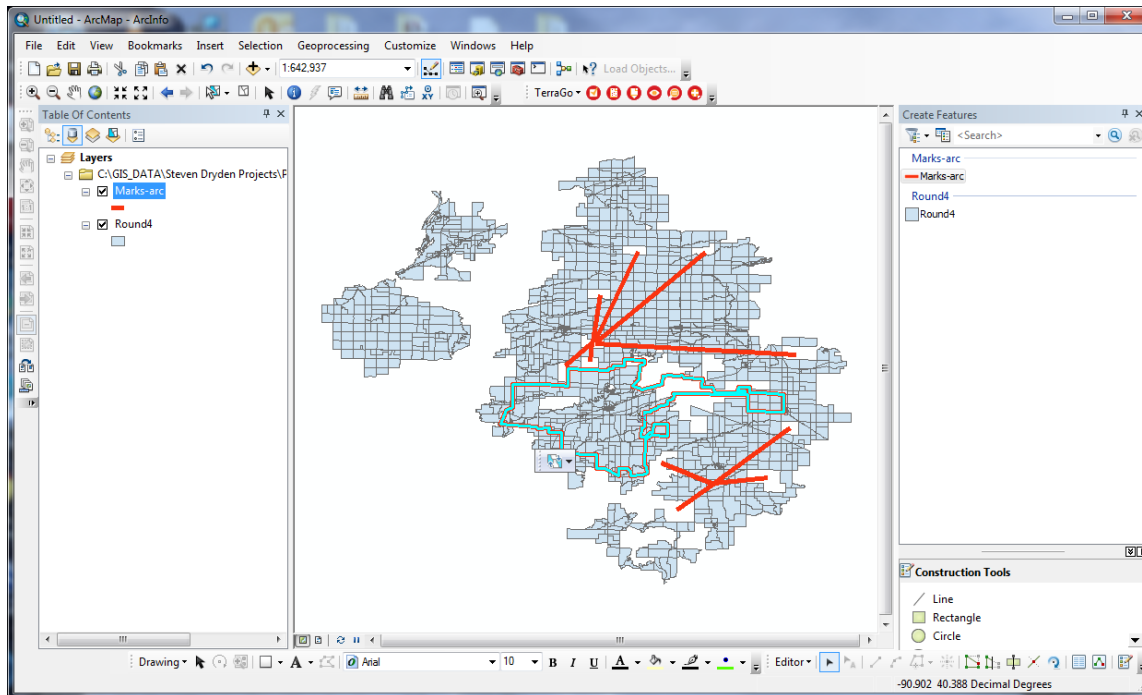 Untitled - ArcMap - ArcInfo
File Edit View Bookmarks Insert Selection Geoprocessing Customize Windows Help
1:642,937 Load Objects...
TerraGo
Table Of Contents
Layers
C:\GIS_DATA\Steven Dryden Projects\F
Marks-arc
Round4
Create Features
<Search>
Marks-arc
Marks-arc
Round4
Round4
Construction Tools
Line
Rectangle
Circle
Drawing A Arial 10 B I U A Editor
-90.902 40.388 Decimal Degrees